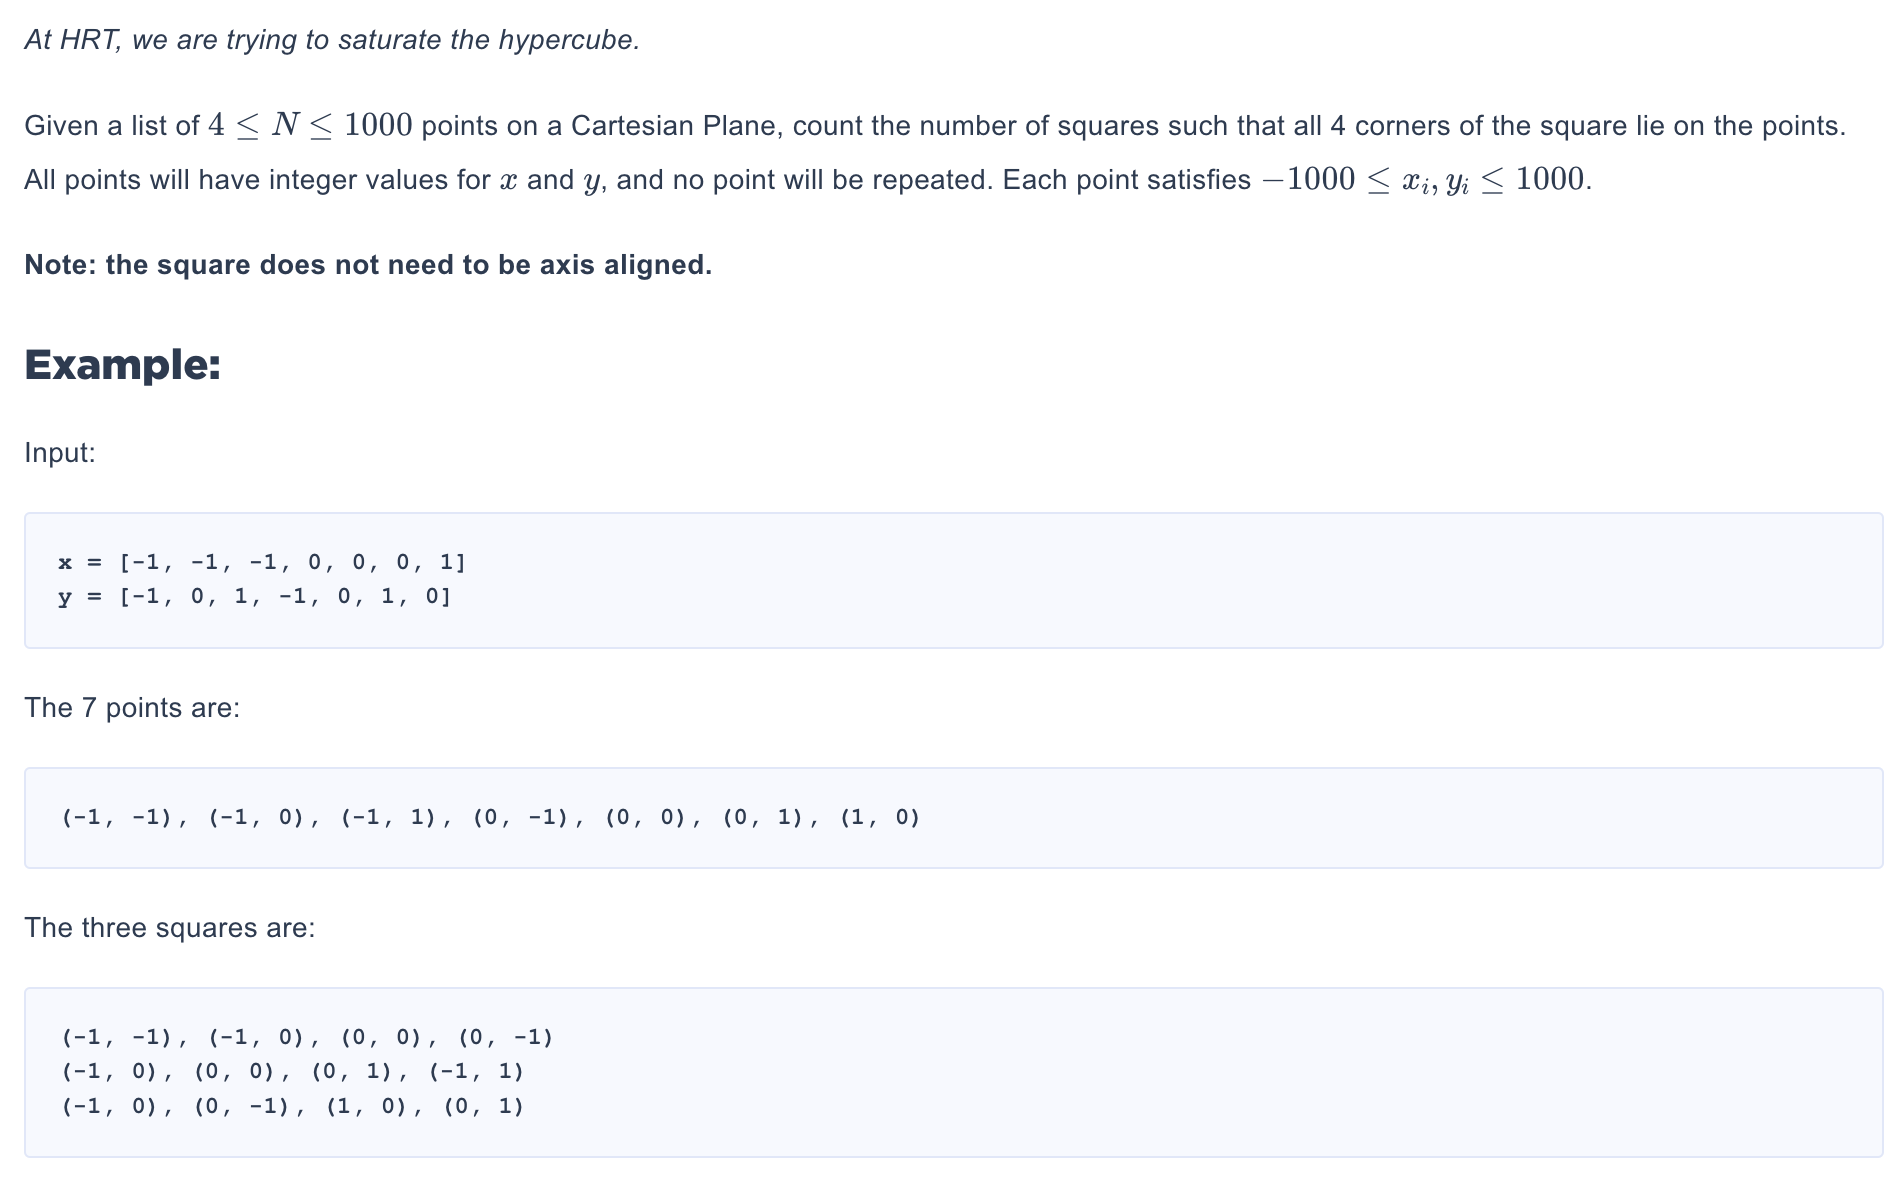 At HRT, we are trying to saturate the hypercube.
Given a list of 4 ≤ N ≤ 1000 points on a Cartesian Plane, count the number of squares such that all 4 corners of the square lie on the points.
All points will have integer values for x and y, and no point will be repeated. Each point satisfies −1000 ≤ xᵢ, yᵢ ≤ 1000.
Note: the square does not need to be axis aligned.
Example:
Input:
x = [-1, -1, -1, 0, 0, 0, 1]
y = [-1, 0, 1, -1, 0, 1, 0]
The 7 points are:
(-1, -1), (-1, 0), (-1, 1), (0, -1), (0, 0), (0, 1), (1, 0)
The three squares are:
(-1, -1), (-1, 0), (0, 0), (0, -1)
(-1, 0), (0, 0), (0, 1), (-1, 1)
(-1, 0), (0, -1), (1, 0), (0, 1)